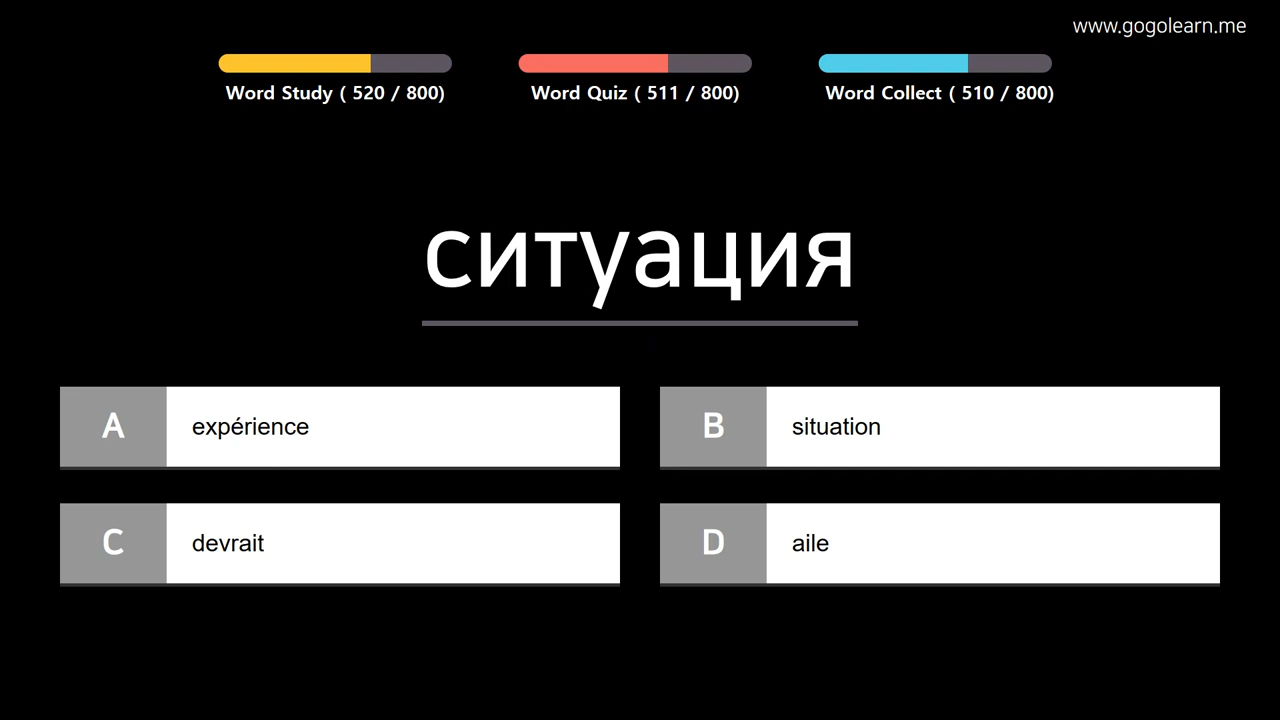 www.gogolearn.me
Word Study ( 520 / 800)
Word Quiz ( 511 / 800)
Word Collect ( 510 / 800)
ситуация
A expérience
B situation
C devrait
D aile